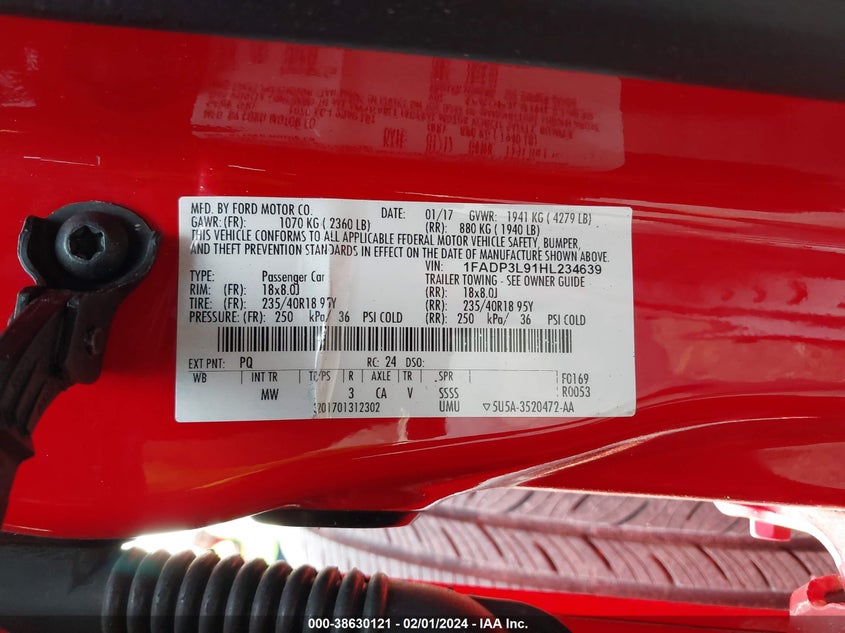 MFD. BY FORD MOTOR CO. DATE: 01/17 GVWR: 1941 KG ( 4279 LB)
GAWR: (FR): 1070 KG ( 2360 LB) (RR): 880 KG ( 1940 LB)
THIS VEHICLE CONFORMS TO ALL APPLICABLE FEDERAL MOTOR VEHICLE SAFETY, BUMPER,
AND THEFT PREVENTION STANDARDS IN EFFECT ON THE DATE OF MANUFACTURE SHOWN ABOVE.
VIN: 1FADP3L91HL234639
TYPE: Passenger Car TRAILER TOWING - SEE OWNER GUIDE
RIM: (FR): 18x8.0J (RR): 18x8.0J
TIRE: (FR): 235/40R18 95Y (RR): 235/40R18 95Y
PRESSURE: (FR): 250 kPa/ 36 PSI COLD (RR): 250 kPa/ 36 PSI COLD
EXT PNT: PQ RC: 24 DSO:
WB INT TR TP/PS R AXLE TR SPR F0169
MW 3 CA V SSSS R0053
3201701312302 UMU ▽5U5A-3520472-AA
000-38630121 - 02/01/2024 - IAA, Inc.